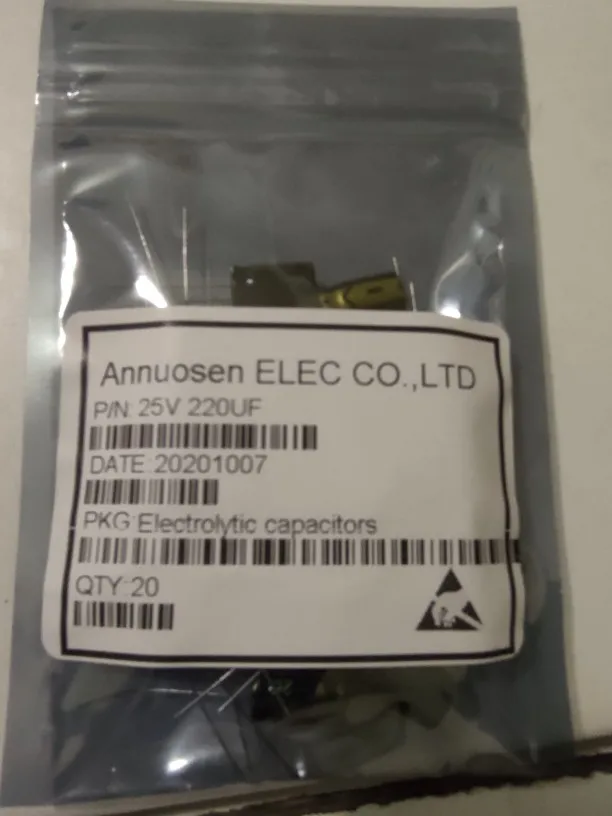 Annuosen ELEC CO.,LTD
P/N: 25V 220UF
DATE:20201007
PKG:Electrolytic capacitors
QTY:20